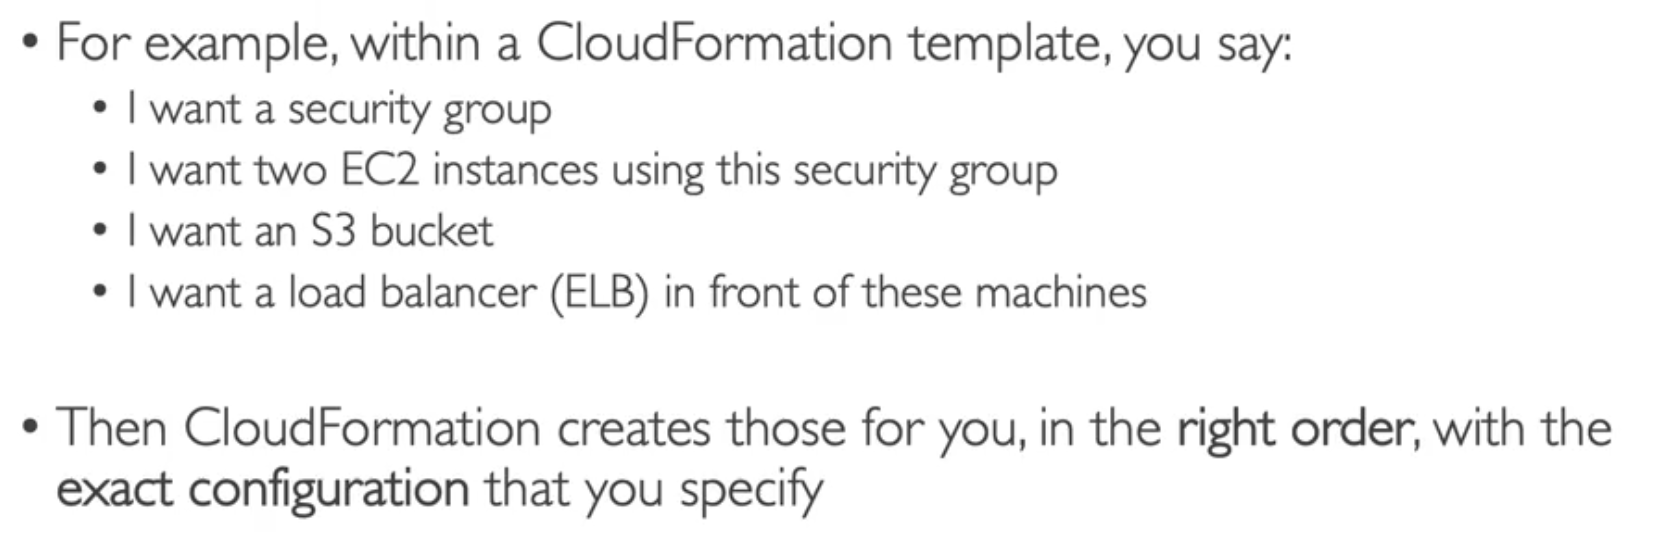 • For example, within a CloudFormation template, you say:
• I want a security group
• I want two EC2 instances using this security group
• I want an S3 bucket
• I want a load balancer (ELB) in front of these machines
• Then CloudFormation creates those for you, in the right order, with the
exact configuration that you specify